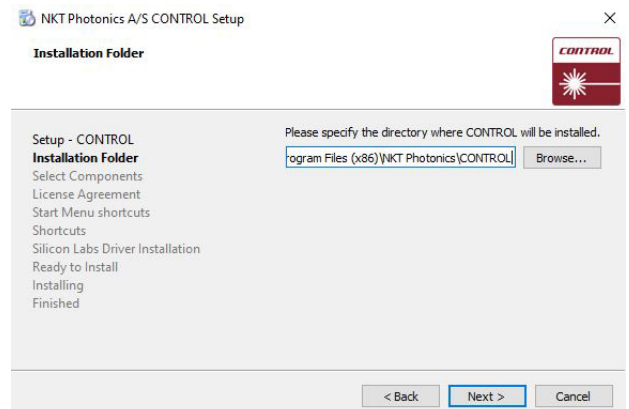 NKT Photonics A/S CONTROL Setup
Installation Folder
CONTROL
Please specify the directory where CONTROL will be installed.
rogram Files (x86)\NKT Photonics\CONTROL
Browse...
Setup - CONTROL
Installation Folder
Select Components
License Agreement
Start Menu shortcuts
Shortcuts
Silicon Labs Driver Installation
Ready to Install
Installing
Finished
< Back
Next >
Cancel